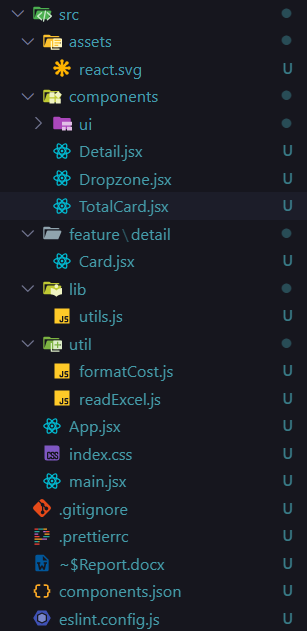 src
assets
react.svg U
components
ui
Detail.jsx U
Dropzone.jsx U
TotalCard.jsx U
feature\detail
Card.jsx U
lib
utils.js U
util
formatCost.js U
readExcel.js U
App.jsx U
index.css U
main.jsx U
.gitignore U
.prettierrc U
~$Report.docx U
components.json U
eslint.config.js U